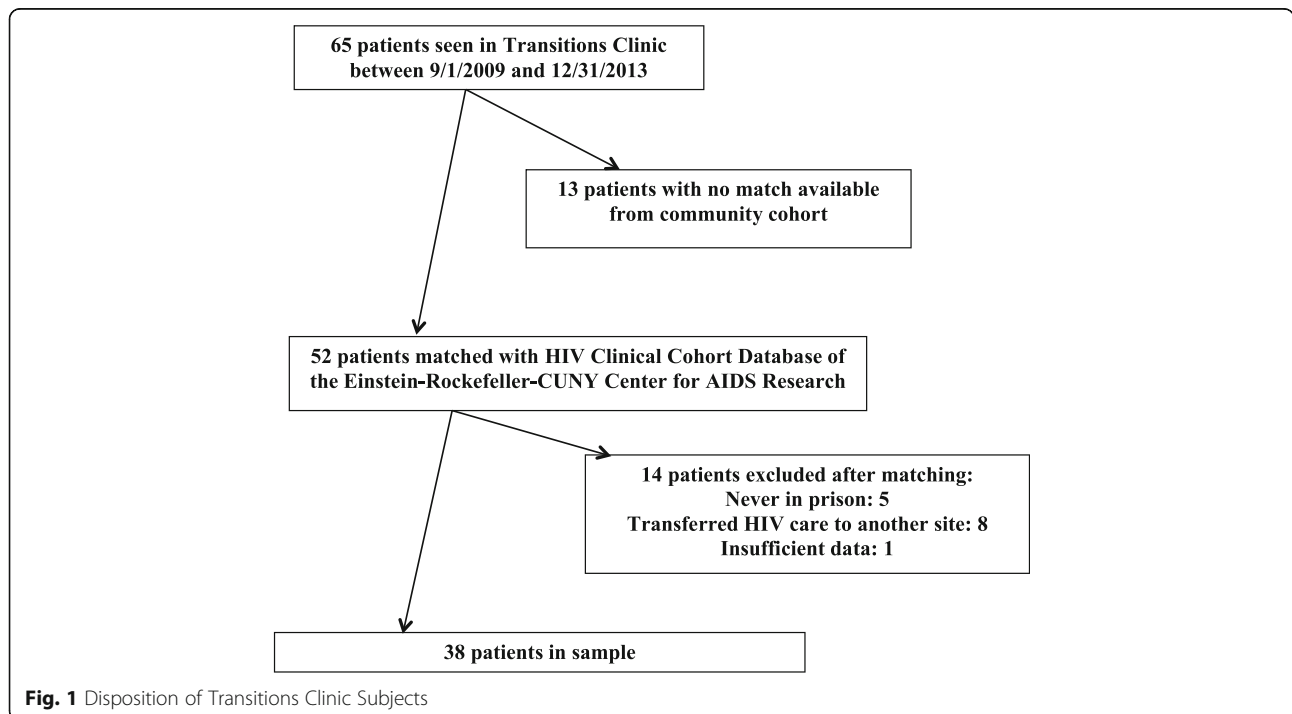 65 patients seen in Transitions Clinic
between 9/1/2009 and 12/31/2013
13 patients with no match available
from community cohort
52 patients matched with HIV Clinical Cohort Database of
the Einstein-Rockefeller-CUNY Center for AIDS Research
14 patients excluded after matching:
Never in prison: 5
Transferred HIV care to another site: 8
Insufficient data: 1
38 patients in sample
Fig. 1 Disposition of Transitions Clinic Subjects